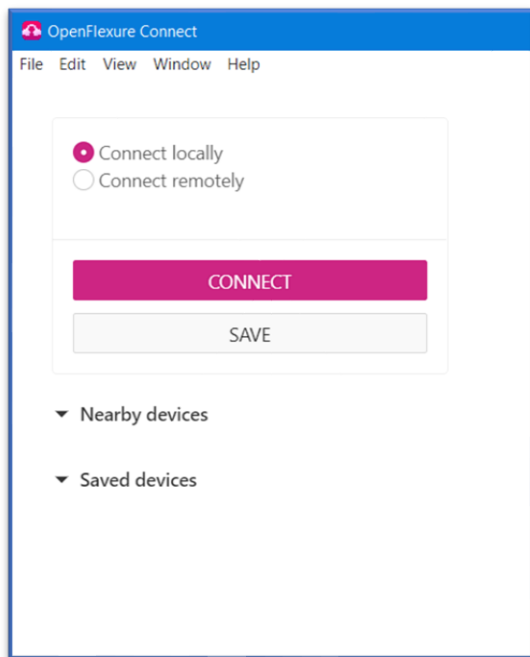 OpenFlexure Connect
File Edit View Window Help
Connect locally
Connect remotely
CONNECT
SAVE
Nearby devices
Saved devices